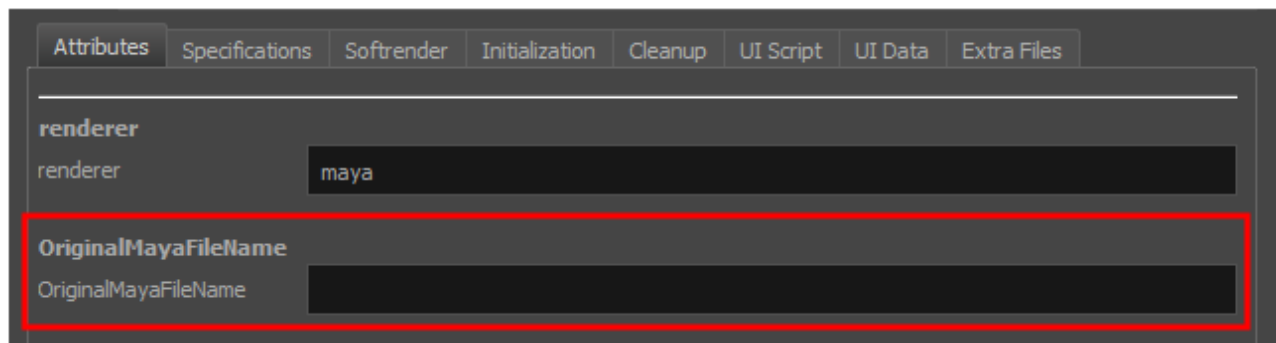 Attributes Specifications Softrender Initialization Cleanup UI Script UI Data Extra Files
renderer
renderer maya
OriginalMayaFileName
OriginalMayaFileName